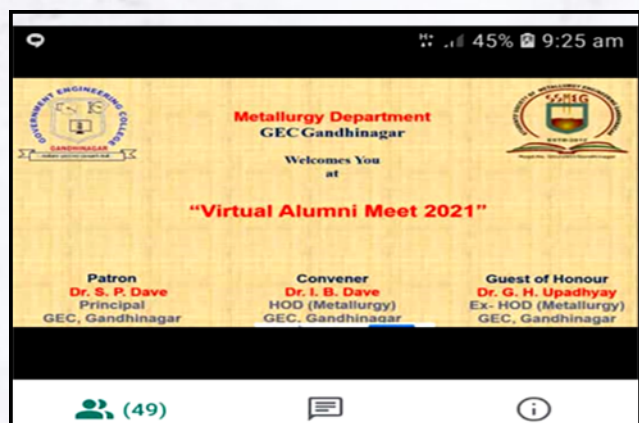 H+ 45% 9:25 am
GOVERNMENT ENGINEERING COLLEGE
GANDHINAGAR
SSMEG
Metallurgy Department
GEC Gandhinagar
Welcomes You
at
“Virtual Alumni Meet 2021”
Patron
Dr. S. P. Dave
Principal
GEC, Gandhinagar
Convener
Dr. I. B. Dave
HOD (Metallurgy)
GEC, Gandhinagar
Guest of Honour
Dr. G. H. Upadhyay
Ex- HOD (Metallurgy)
GEC, Gandhinagar
(49)